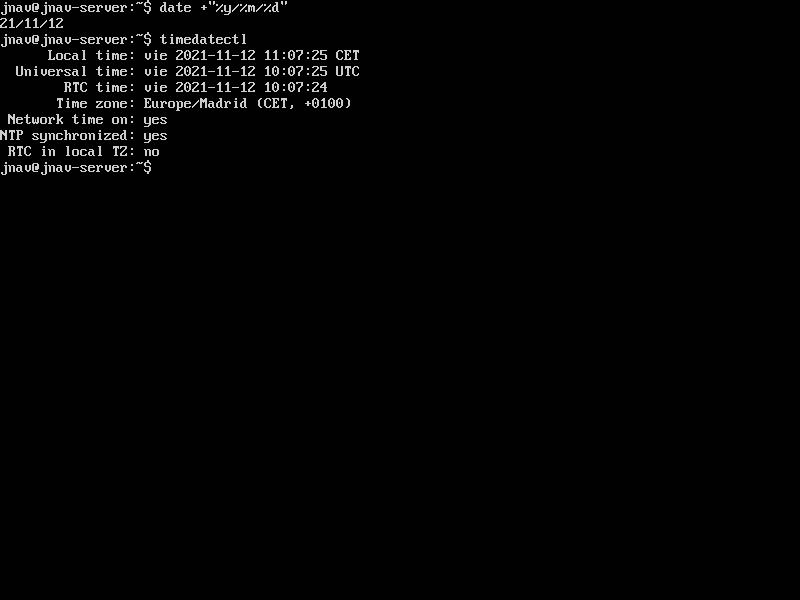 jnav@jnav-server:~$ date +"%y/%m/%d"
21/11/12
jnav@jnav-server:~$ timedatectl
Local time: vie 2021-11-12 11:07:25 CET
Universal time: vie 2021-11-12 10:07:25 UTC
RTC time: vie 2021-11-12 10:07:24
Time zone: Europe/Madrid (CET, +0100)
Network time on: yes
NTP synchronized: yes
RTC in local TZ: no
jnav@jnav-server:~$